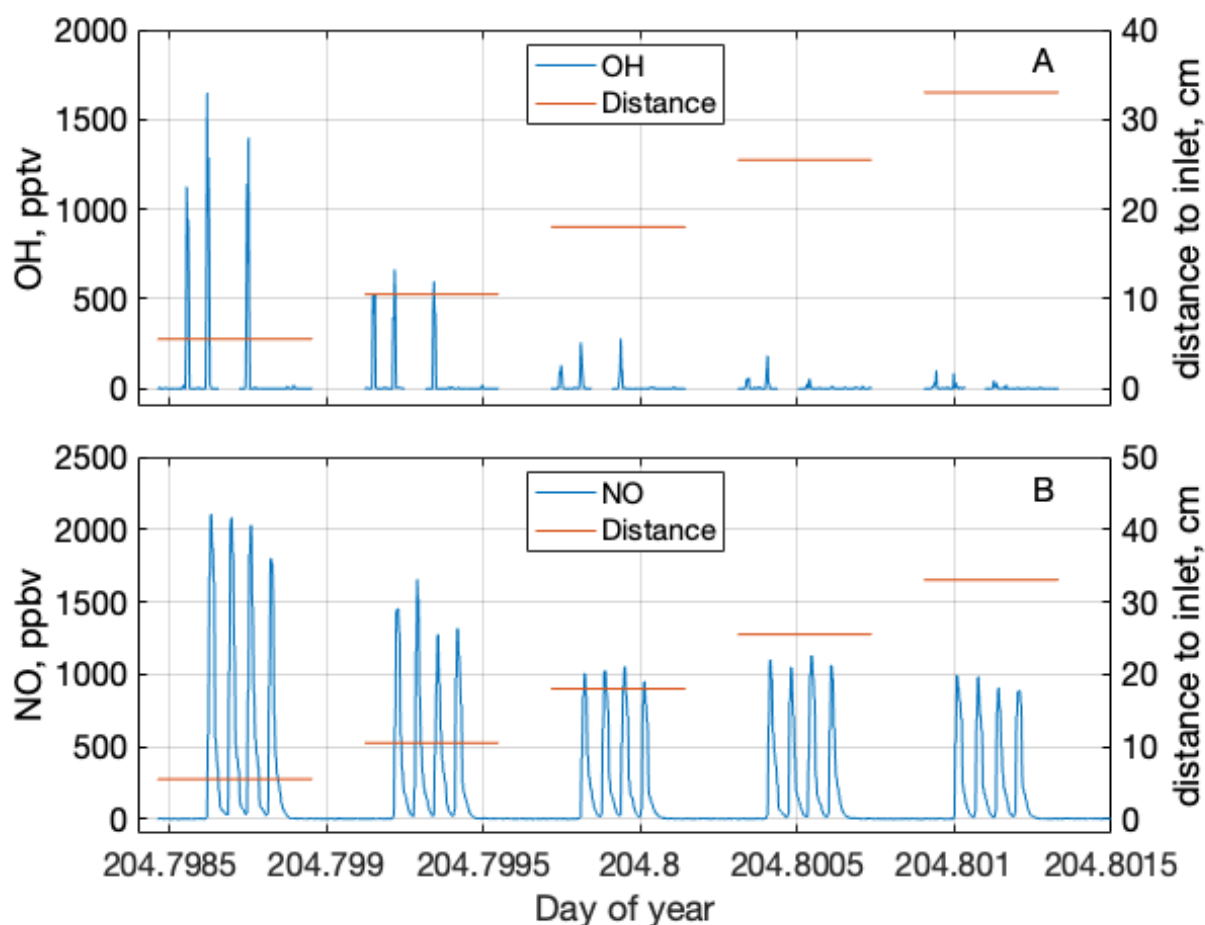 A
OH
Distance
2000
1500
1000
500
0
OH, pptv
40
30
20
10
0
distance to inlet, cm
B
NO
Distance
2500
2000
1500
1000
500
0
NO, ppbv
50
40
30
20
10
0
distance to inlet, cm
204.7985 204.799 204.7995 204.8 204.8005 204.801 204.8015
Day of year